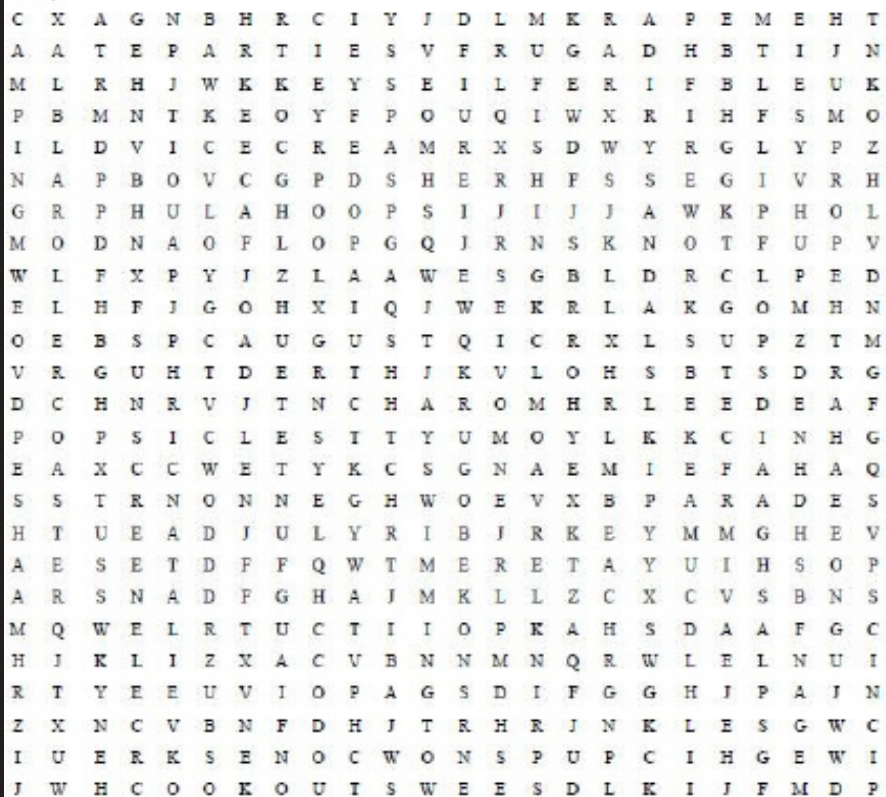 C X A G N B H R C I Y J D L M K R A P E M E H T
A A T E P A R T I E S V F R U G A D H B T I J N
M L R H J W K K E Y S E I L F E R I F B L E U K
P B M N T K E O Y F P O U Q I W X R I H F S M O
I L D V I C E C R E A M R X S D W Y R G L Y P Z
N A P B O V C G P D S H E R H F S S E G I V R H
G R P H U L A H O O P S I J I J J A W K P H O L
M O D N A O F L O P G Q J R N S K N O T F U P V
W L F X P Y J Z L A A W E S G B L D R C L P E D
E L H F J G O H X I Q J W E K R L A K G O M H N
O E B S P C A U G U S T Q I C R X L S U P Z T M
V R G U H T D E R T H J K V L O H S B T S D R G
D C H N R V J T N C H A R O M H R L E E D E A F
P O P S I C L E S T T Y U M O Y L K K C I N H G
E A X C C W E T Y K C S G N A E M I E F A H A Q
S S T R N O N N E G H W O E V X B P A R A D E S
H T U E A D J U L Y R I B J R K E Y M M G H E V
A E S E T D F F Q W T M E R E T A Y U I H S O P
A R S N A D F G H A J M K L L Z C X C V S B N S
M Q W E L R T U C T I I O P K A H S D A A F G C
H J K L I Z X A C V B N N M N Q R W L E L N U I
R T Y E E U V I O P A G S D I F G G H J P A J N
Z X N C V B N F D H J T R H R J N K L E S G W C
I U E R K S E N O C W O N S P U P C I H G E W I
J W H C O O K O U T S W E E S D L K I J F M D P